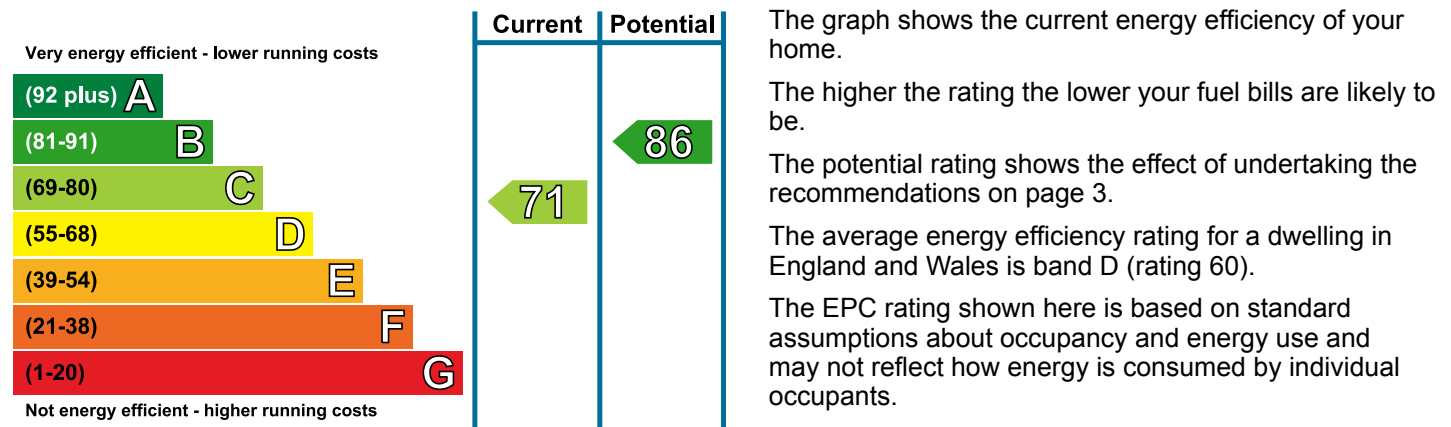 Current Potential
Very energy efficient - lower running costs
(92 plus) A
(81-91) B
86
(69-80) C
71
(55-68) D
(39-54) E
(21-38) F
(1-20) G
Not energy efficient - higher running costs
The graph shows the current energy efficiency of your
home.
The higher the rating the lower your fuel bills are likely to
be.
The potential rating shows the effect of undertaking the
recommendations on page 3.
The average energy efficiency rating for a dwelling in
England and Wales is band D (rating 60).
The EPC rating shown here is based on standard
assumptions about occupancy and energy use and
may not reflect how energy is consumed by individual
occupants.